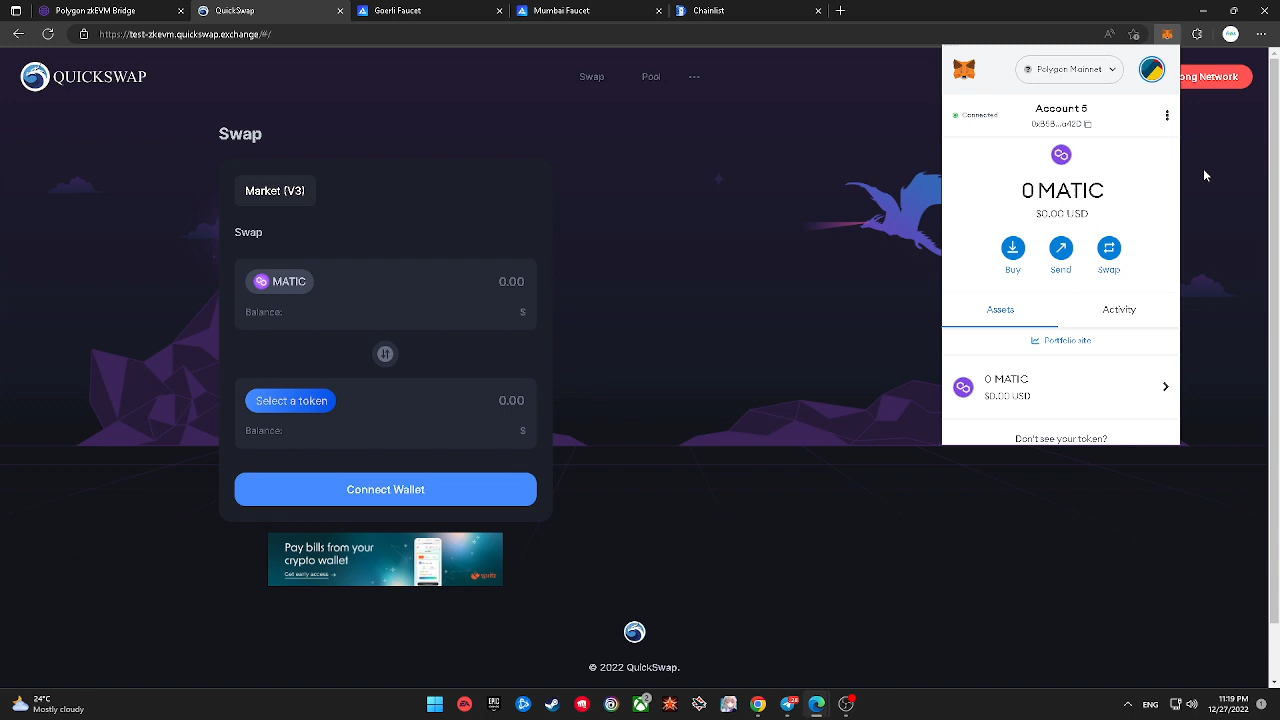 Polygon zkEVM Bridge
QuickSwap
Goerli Faucet
Mumbai Faucet
Chainlist
https://test-zkevm.quickswap.exchange/#/
QUICKSWAP
Swap
Pool
Polygon Mainnet
ong Network
Connected
Account 5
0xB5B...a42D
0 MATIC
$0.00 USD
Buy
Send
Swap
Assets
Activity
Portfolio site
0 MATIC
$0.00 USD
Don't see your token?
Swap
Market (V3)
Swap
MATIC
0.00
Balance:
$
Select a token
0.00
Balance:
$
Connect Wallet
Pay bills from your
crypto wallet
Get early access →
spritz
© 2022 QuickSwap.
24°C
Mostly cloudy
ENG
11:19 PM
12/27/2022